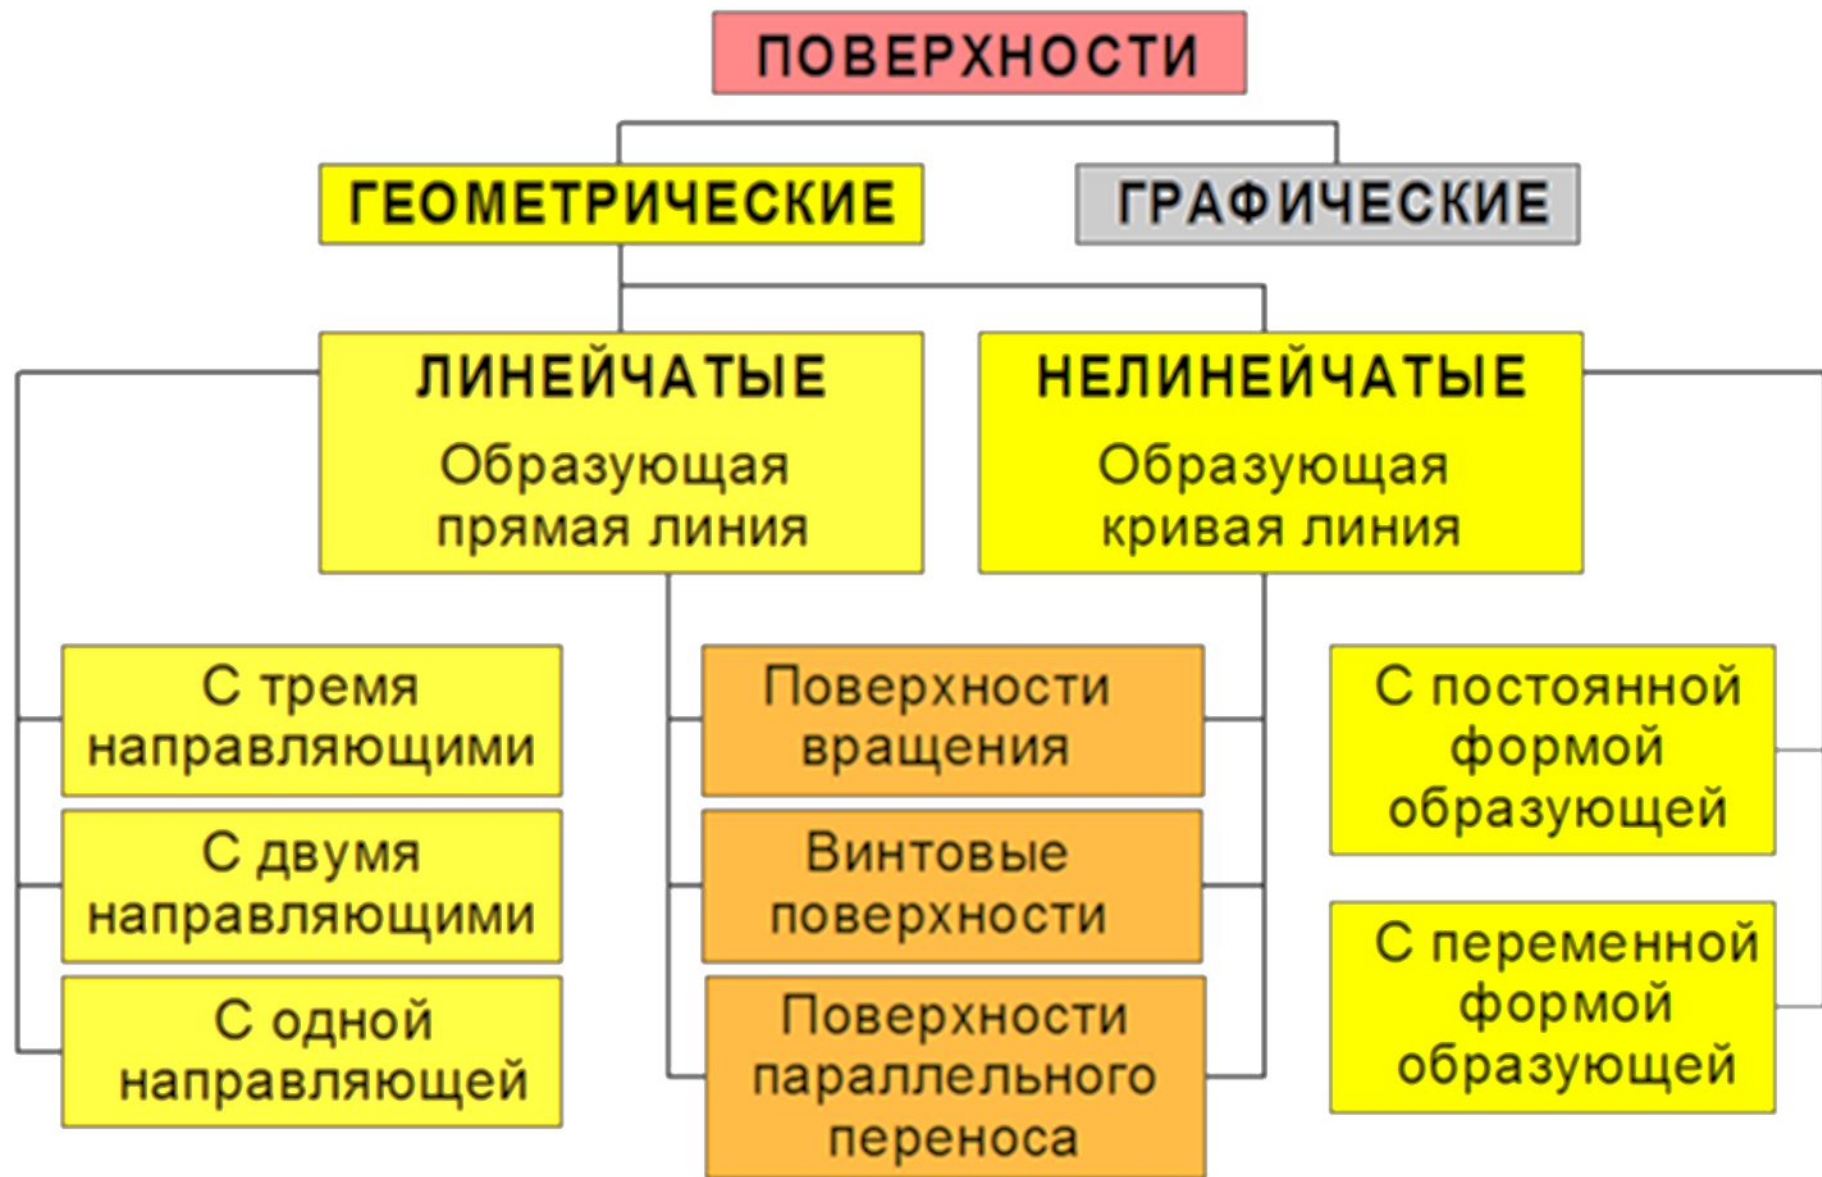 ПОВЕРХНОСТИ
ГЕОМЕТРИЧЕСКИЕ
ГРАФИЧЕСКИЕ
ЛИНЕЙЧАТЫЕ
Образующая
прямая линия
НЕЛИНЕЙЧАТЫЕ
Образующая
кривая линия
С тремя
направляющими
С двумя
направляющими
С одной
направляющей
Поверхности
вращения
Винтовые
поверхности
Поверхности
параллельного
переноса
С постоянной
формой
образующей
С переменной
формой
образующей